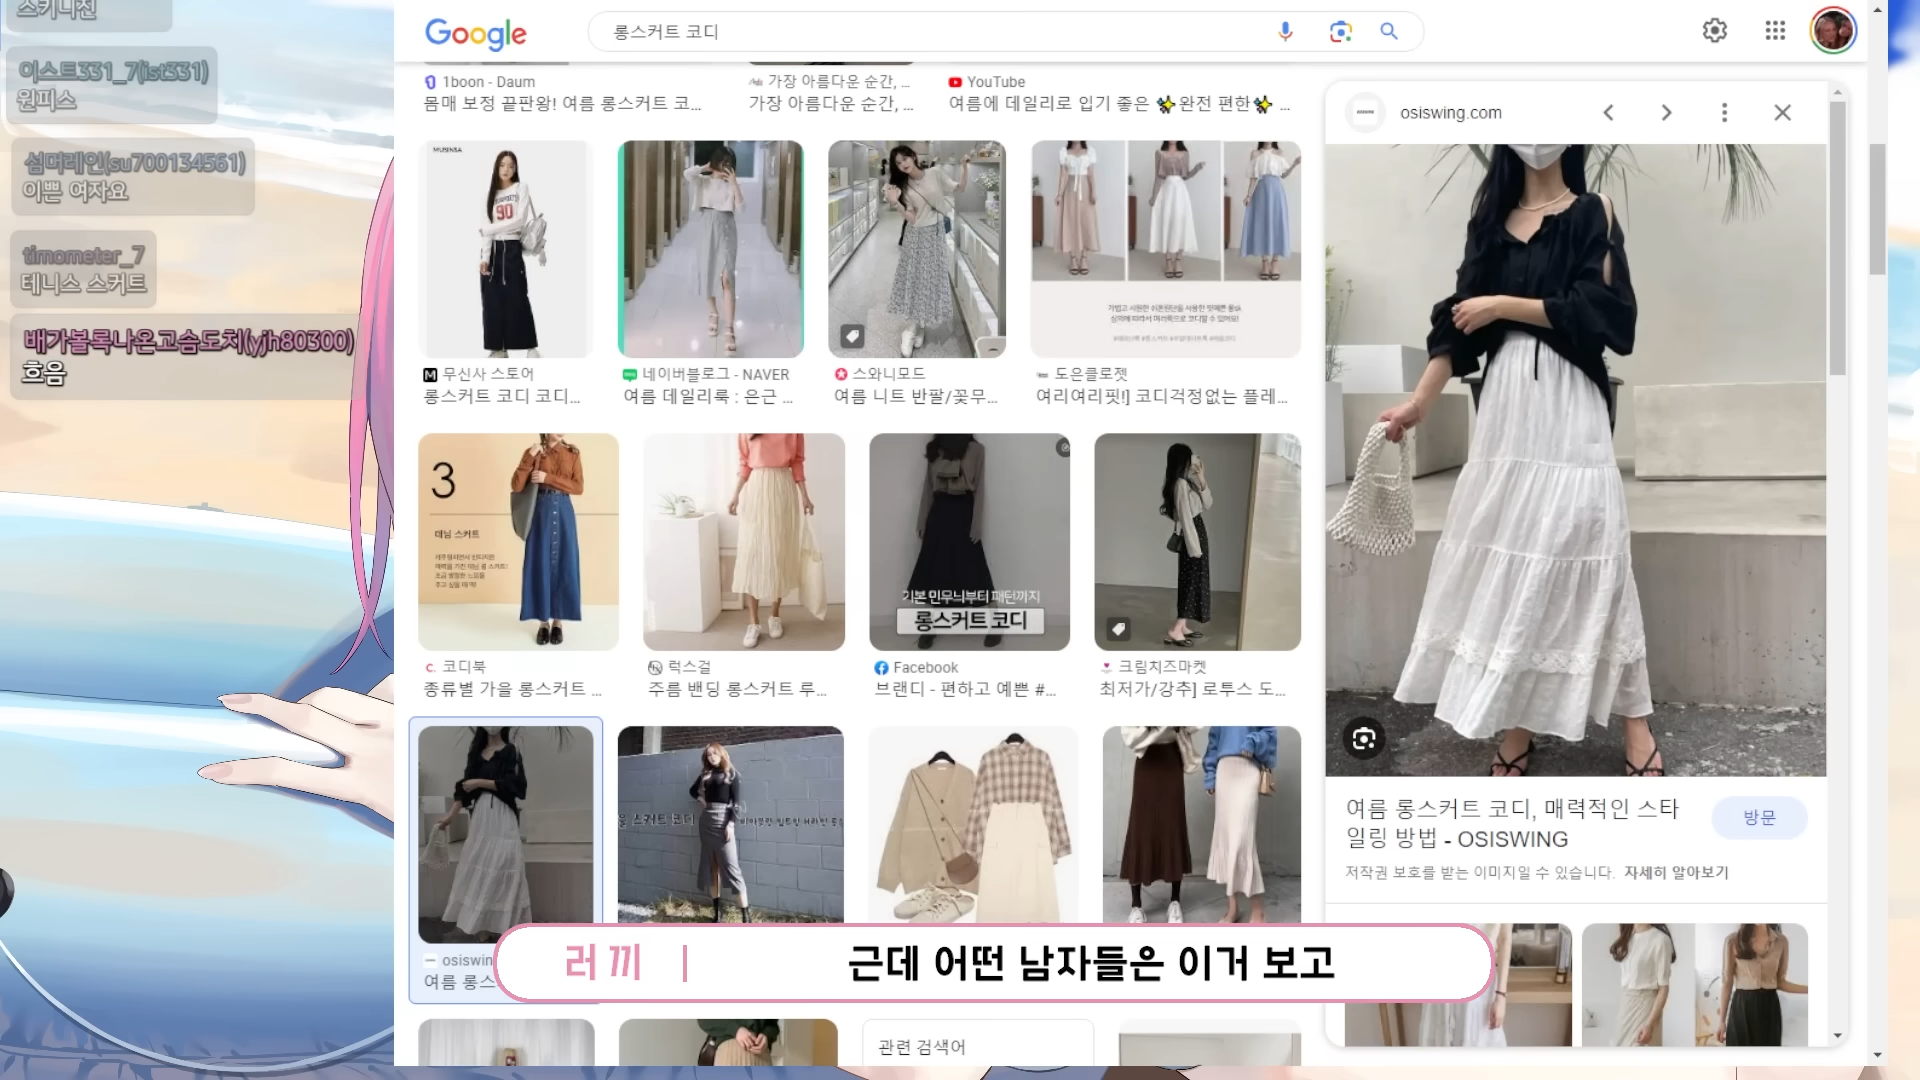 스키니진
이스트331_7(ist331)
원피스
섬머레인(su700134561)
이쁜 여자요
timometer_7
테니스 스커트
배가볼록나온고슴도치(yjh80300)
흐음
Google
롱스커트 코디
1boon - Daum
몸매 보정 끝판왕! 여름 롱스커트 코...
가장 아름다운 순간, ...
가장 아름다운 순간, ...
YouTube
여름에 데일리로 입기 좋은 ✨완전 편한✨ ...
MUSINSA
90
무신사 스토어
롱스커트 코디 코디...
네이버블로그 - NAVER
여름 데일리룩 : 은근 ...
스와니모드
여름 니트 반팔/꽃무...
도은클로젯
여리여리핏!] 코디걱정없는 플레...
3
데님 스커트
C. 코디북
종류별 가을 롱스커트 ...
럭스걸
주름 밴딩 롱스커트 루...
기본 민무늬부터 패턴까지
롱스커트 코디
Facebook
브랜디 - 편하고 예쁜 #...
크림치즈마켓
최저가/강추] 로투스 도...
osiswin
여름 롱스
관련 검색어
osiswing.com
여름 롱스커트 코디, 매력적인 스타
일링 방법 - OSISWING
방문
저작권 보호를 받는 이미지일 수 있습니다. 자세히 알아보기
러끼 | 근데 어떤 남자들은 이거 보고